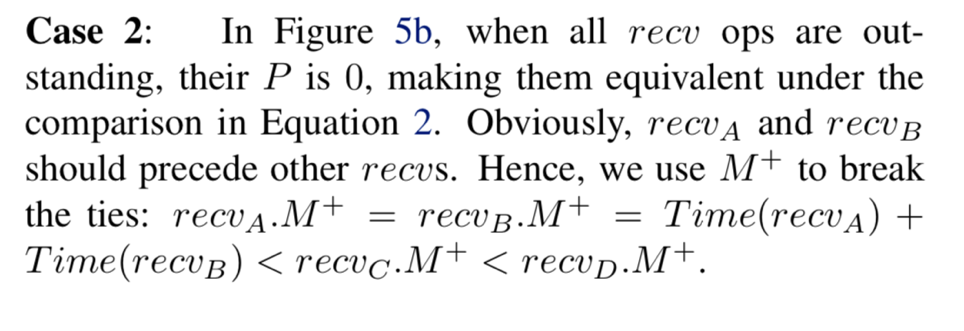 Case 2: In Figure 5b, when all recv ops are out-
standing, their P is 0, making them equivalent under the
comparison in Equation 2. Obviously, recv_A and recv_B
should precede other recvs. Hence, we use M⁺ to break
the ties: recv_A.M⁺ = recv_B.M⁺ = Time(recv_A) +
Time(recv_B) < recv_C.M⁺ < recv_D.M⁺.